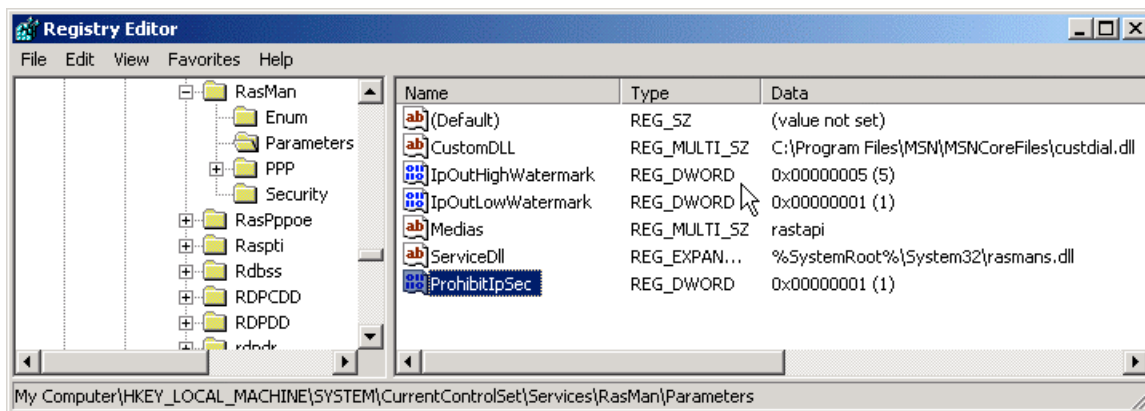 Registry Editor
File Edit View Favorites Help
RasMan
Enum
Parameters
PPP
Security
RasPppoe
Raspti
Rdbss
RDPCDD
RDPDD
rdpdr
Name Type Data
(Default) REG_SZ (value not set)
CustomDLL REG_MULTI_SZ C:\Program Files\MSN\MSNCoreFiles\custdial.dll
IpOutHighWatermark REG_DWORD 0x00000005 (5)
IpOutLowWatermark REG_DWORD 0x00000001 (1)
Medias REG_MULTI_SZ rastapi
ServiceDll REG_EXPAN... %SystemRoot%\System32\rasmans.dll
ProhibitIpSec REG_DWORD 0x00000001 (1)
My Computer\HKEY_LOCAL_MACHINE\SYSTEM\CurrentControlSet\Services\RasMan\Parameters